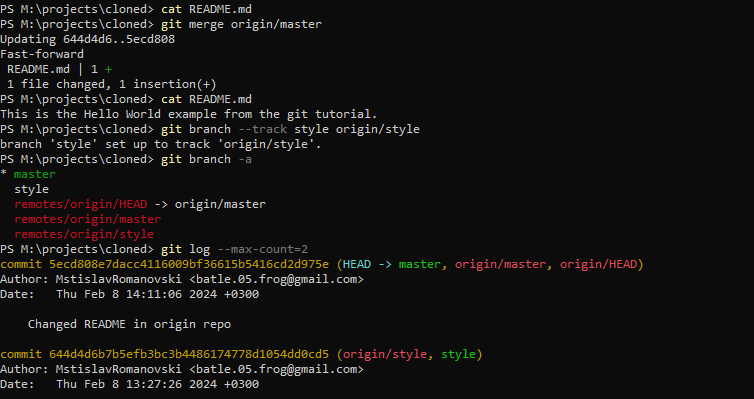 PS M:\projects\cloned> cat README.md
PS M:\projects\cloned> git merge origin/master
Updating 644d4d6..5ecd808
Fast-forward
 README.md | 1 +
 1 file changed, 1 insertion(+)
PS M:\projects\cloned> cat README.md
This is the Hello World example from the git tutorial.
PS M:\projects\cloned> git branch --track style origin/style
branch 'style' set up to track 'origin/style'.
PS M:\projects\cloned> git branch -a
* master
  style
  remotes/origin/HEAD -> origin/master
  remotes/origin/master
  remotes/origin/style
PS M:\projects\cloned> git log --max-count=2
commit 5ecd808e7dacc4116009bf36615b5416cd2d975e (HEAD -> master, origin/master, origin/HEAD)
Author: MstislavRomanovski <batle.05.frog@gmail.com>
Date:   Thu Feb 8 14:11:06 2024 +0300
    Changed README in origin repo
commit 644d4d6b7b5efb3bc3b4486174778d1054dd0cd5 (origin/style, style)
Author: MstislavRomanovski <batle.05.frog@gmail.com>
Date:   Thu Feb 8 13:27:26 2024 +0300